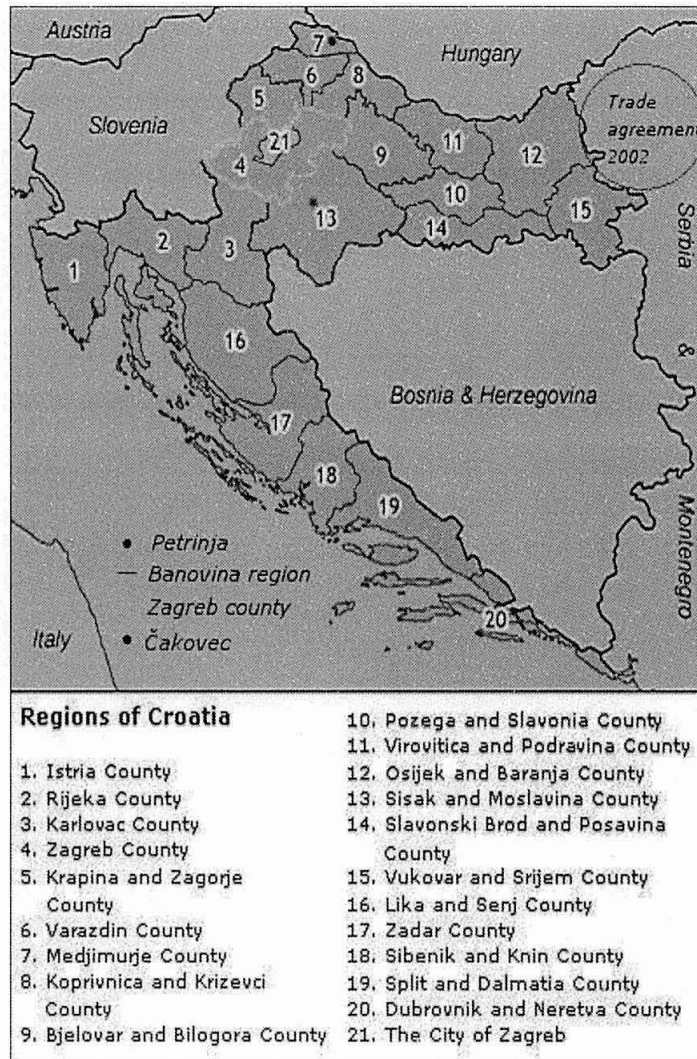 Austria
Hungary
Slovenia
Trade
agreement
2002
Serbia
&
Montenegro
Bosnia & Herzegovina
Italy
7
6
8
5
21
4
9
11
12
10
13
14
15
1
2
3
16
17
18
19
20
• Petrinja
— Banovina region
Zagreb county
• Čakovec
Regions of Croatia
1. Istria County
2. Rijeka County
3. Karlovac County
4. Zagreb County
5. Krapina and Zagorje
County
6. Varazdin County
7. Medjimurje County
8. Koprivnica and Krizevci
County
9. Bjelovar and Bilogora County
10. Pozega and Slavonia County
11. Virovitica and Podravina County
12. Osijek and Baranja County
13. Sisak and Moslavina County
14. Slavonski Brod and Posavina
County
15. Vukovar and Srijem County
16. Lika and Senj County
17. Zadar County
18. Sibenik and Knin County
19. Split and Dalmatia County
20. Dubrovnik and Neretva County
21. The City of Zagreb